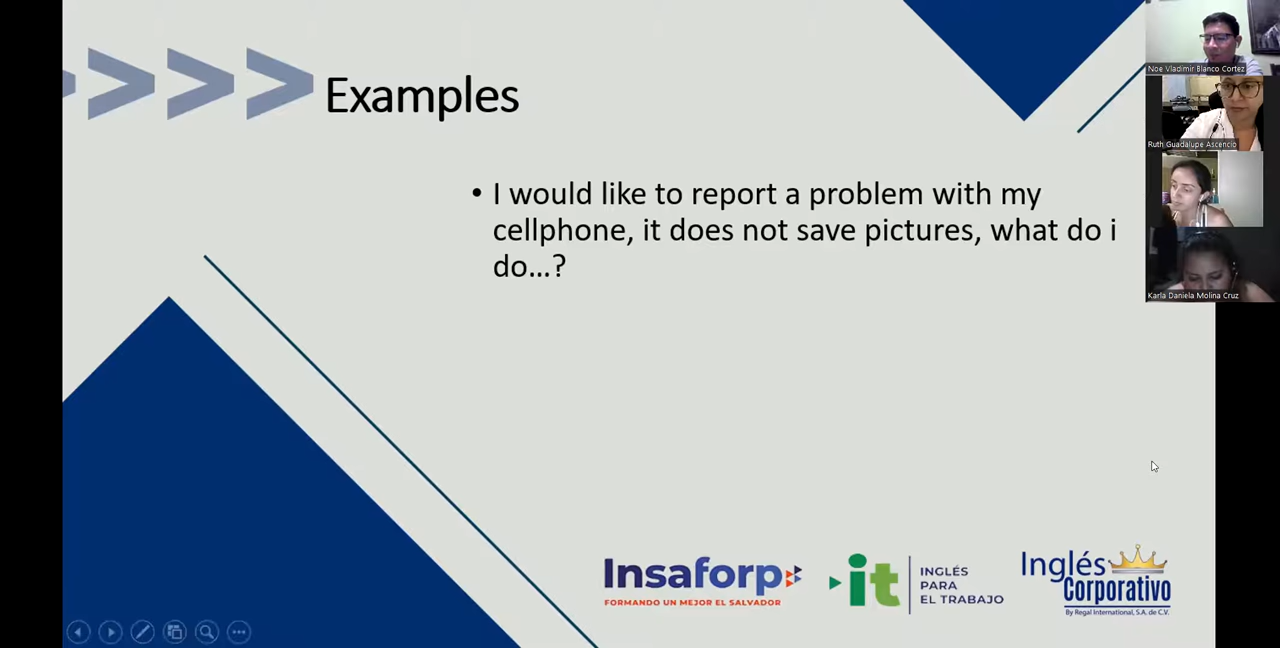 Examples
• I would like to report a problem with my
cellphone, it does not save pictures, what do i
do...?
Noe Vladimir Blanco Cortez
Ruth Guadalupe Ascencio
Karla Daniela Molina Cruz
Insaforp
FORMANDO UN MEJOR EL SALVADOR
it
INGLÉS
PARA
EL TRABAJO
Inglés
Corporativo
By Regal International, S.A. de C.V.